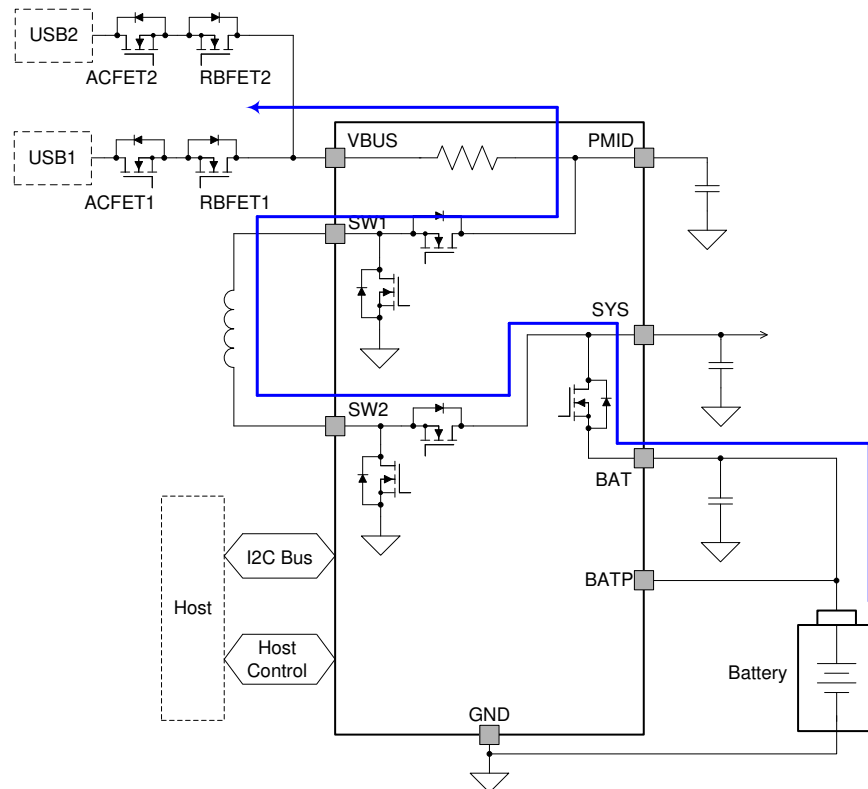 USB2
ACFET2
RBFET2
USB1
ACFET1
RBFET1
VBUS
PMID
SW1
SYS
SW2
BAT
I2C Bus
BATP
Host
Host
Control
Battery
GND